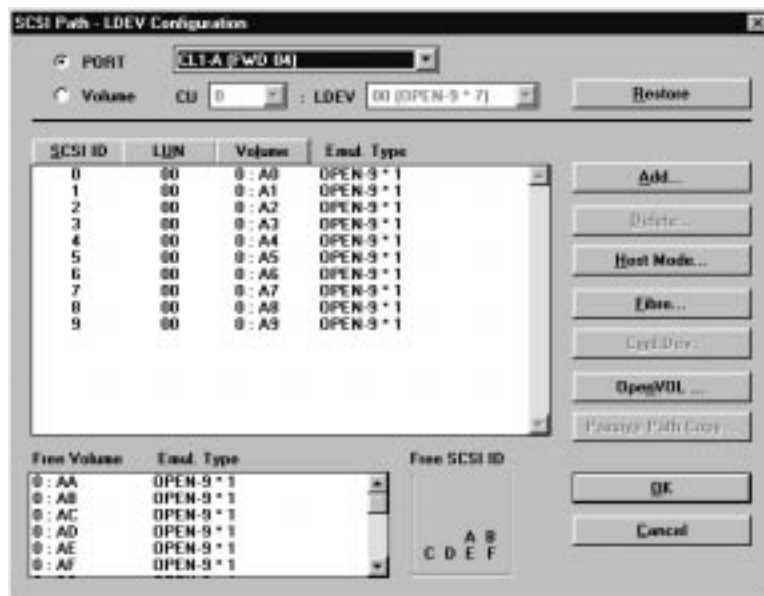 SCSI Path - LDEV Configuration
PORT CL1-A (FWD 04)
Volume CU 0 : LDEV 00 (OPEN-9 * 7) Restore
SCSI ID LUN Volume Emul. Type
0 00 0 : A0 OPEN-9 * 1
1 00 0 : A1 OPEN-9 * 1
2 00 0 : A2 OPEN-9 * 1
3 00 0 : A3 OPEN-9 * 1
4 00 0 : A4 OPEN-9 * 1
5 00 0 : A5 OPEN-9 * 1
6 00 0 : A6 OPEN-9 * 1
7 00 0 : A7 OPEN-9 * 1
8 00 0 : A8 OPEN-9 * 1
9 00 0 : A9 OPEN-9 * 1
Add...
Delete...
Host Mode...
Fibre...
Cmd.Dev.
OpenVOL ...
Passive Path Copy ...
Free Volume Emul. Type
0 : AA OPEN-9 * 1
0 : AB OPEN-9 * 1
0 : AC OPEN-9 * 1
0 : AD OPEN-9 * 1
0 : AE OPEN-9 * 1
0 : AF OPEN-9 * 1
Free SCSI ID
A B
C D E F
OK
Cancel